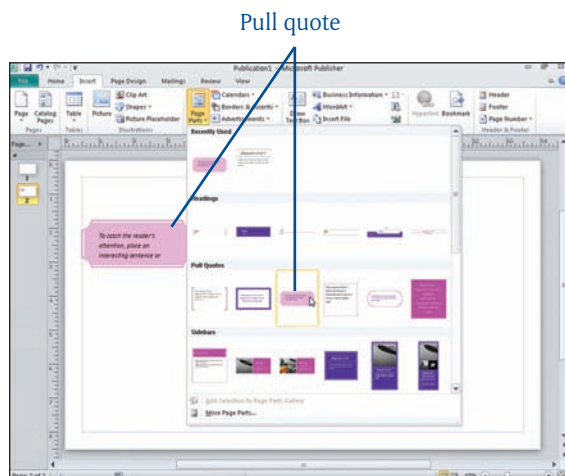 Pull quote
Publication1 - Microsoft Publisher
File Home Insert Page Design Mailings Review View
Page
Catalog Pages
Table
Picture
Clip Art
Shapes
Picture Placeholder
Page Parts
Calendars
Borders & Accents
Advertisements
Draw Text Box
Business Information
WordArt
Insert File
Hyperlink
Bookmark
Header
Footer
Page Number
Pages Tables Illustrations Header & Footer
Recently Used
Headings
To catch the reader's
attention, place an
interesting sentence or
Pull Quotes
Sidebars
Add Selection to Page Parts Gallery
More Page Parts...